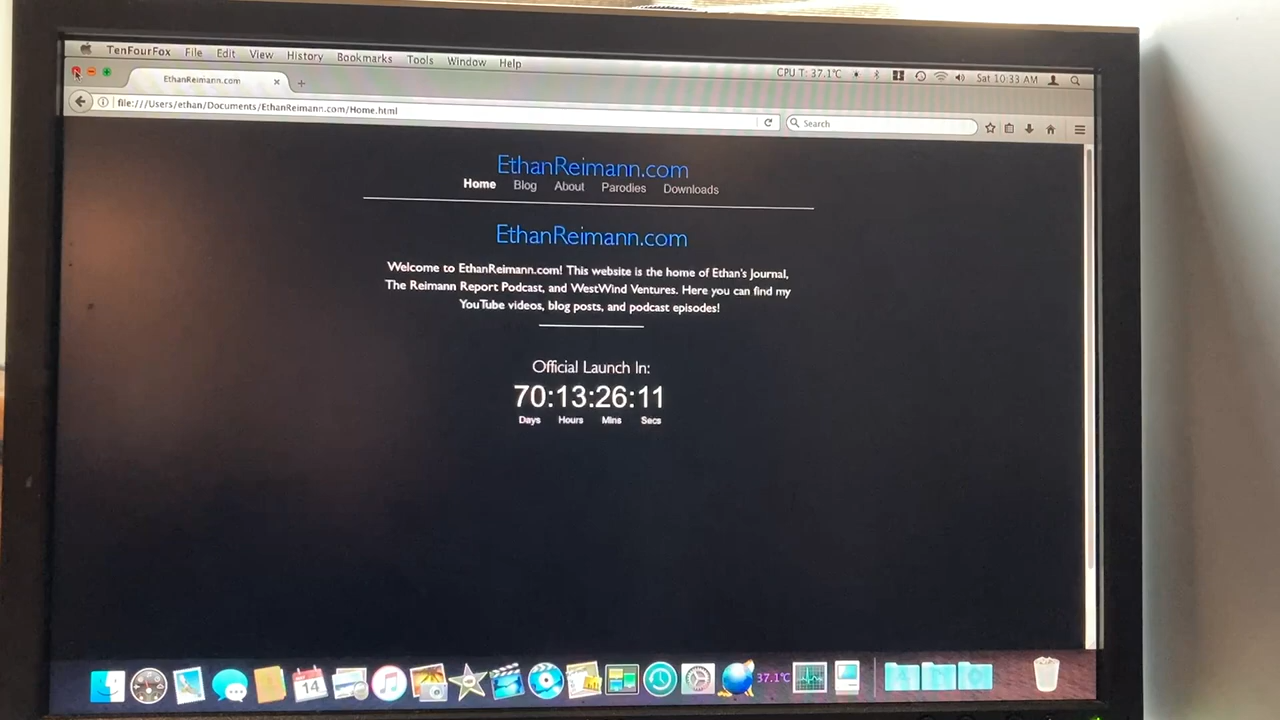 TenFourFox File Edit View History Bookmarks Tools Window Help CPU T: 37.1°C Sat 10:33 AM
EthanReimann.com
file:///Users/ethan/Documents/EthanReimann.com/Home.html Search
EthanReimann.com
Home Blog About Parodies Downloads
EthanReimann.com
Welcome to EthanReimann.com! This website is the home of Ethan's Journal,
The Reimann Report Podcast, and WestWind Ventures. Here you can find my
YouTube videos, blog posts, and podcast episodes!
Official Launch In:
70:13:26:11
Days Hours Mins Secs
14 37.1°C